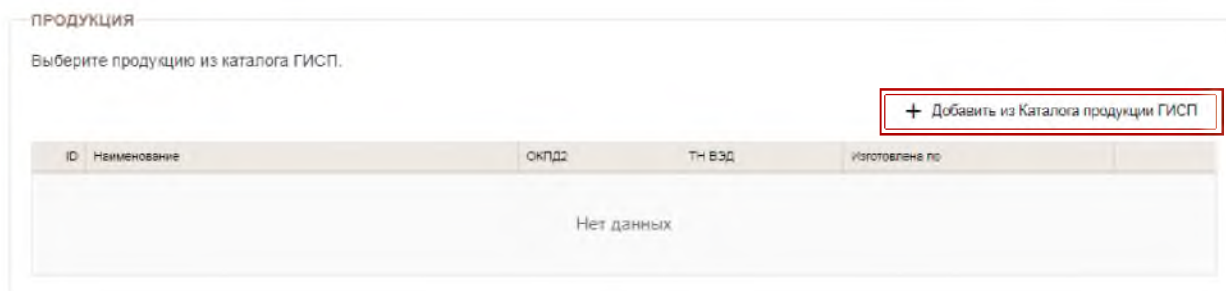 ПРОДУКЦИЯ
Выберите продукцию из каталога ГИСП.
+ Добавить из Каталога продукции ГИСП
ID Наименование ОКПД2 ТН ВЭД Изготовлена по
Нет данных